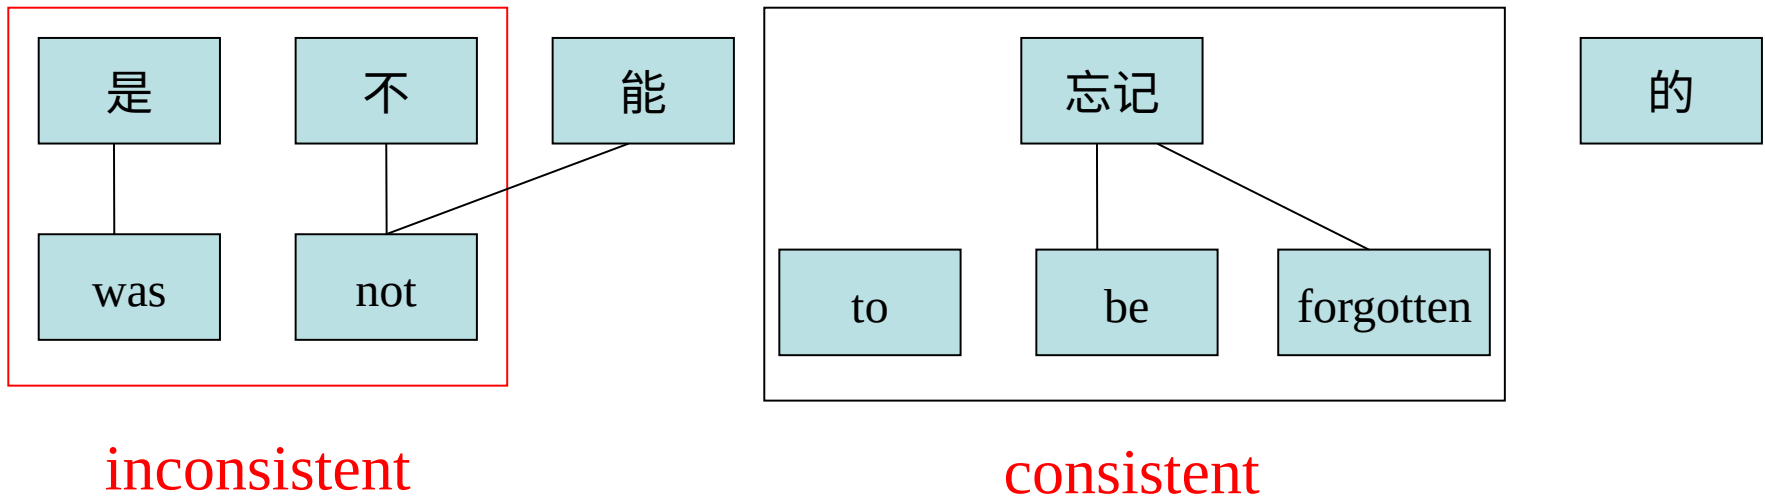 是 不 能 忘记 的
was not to be forgotten
inconsistent consistent